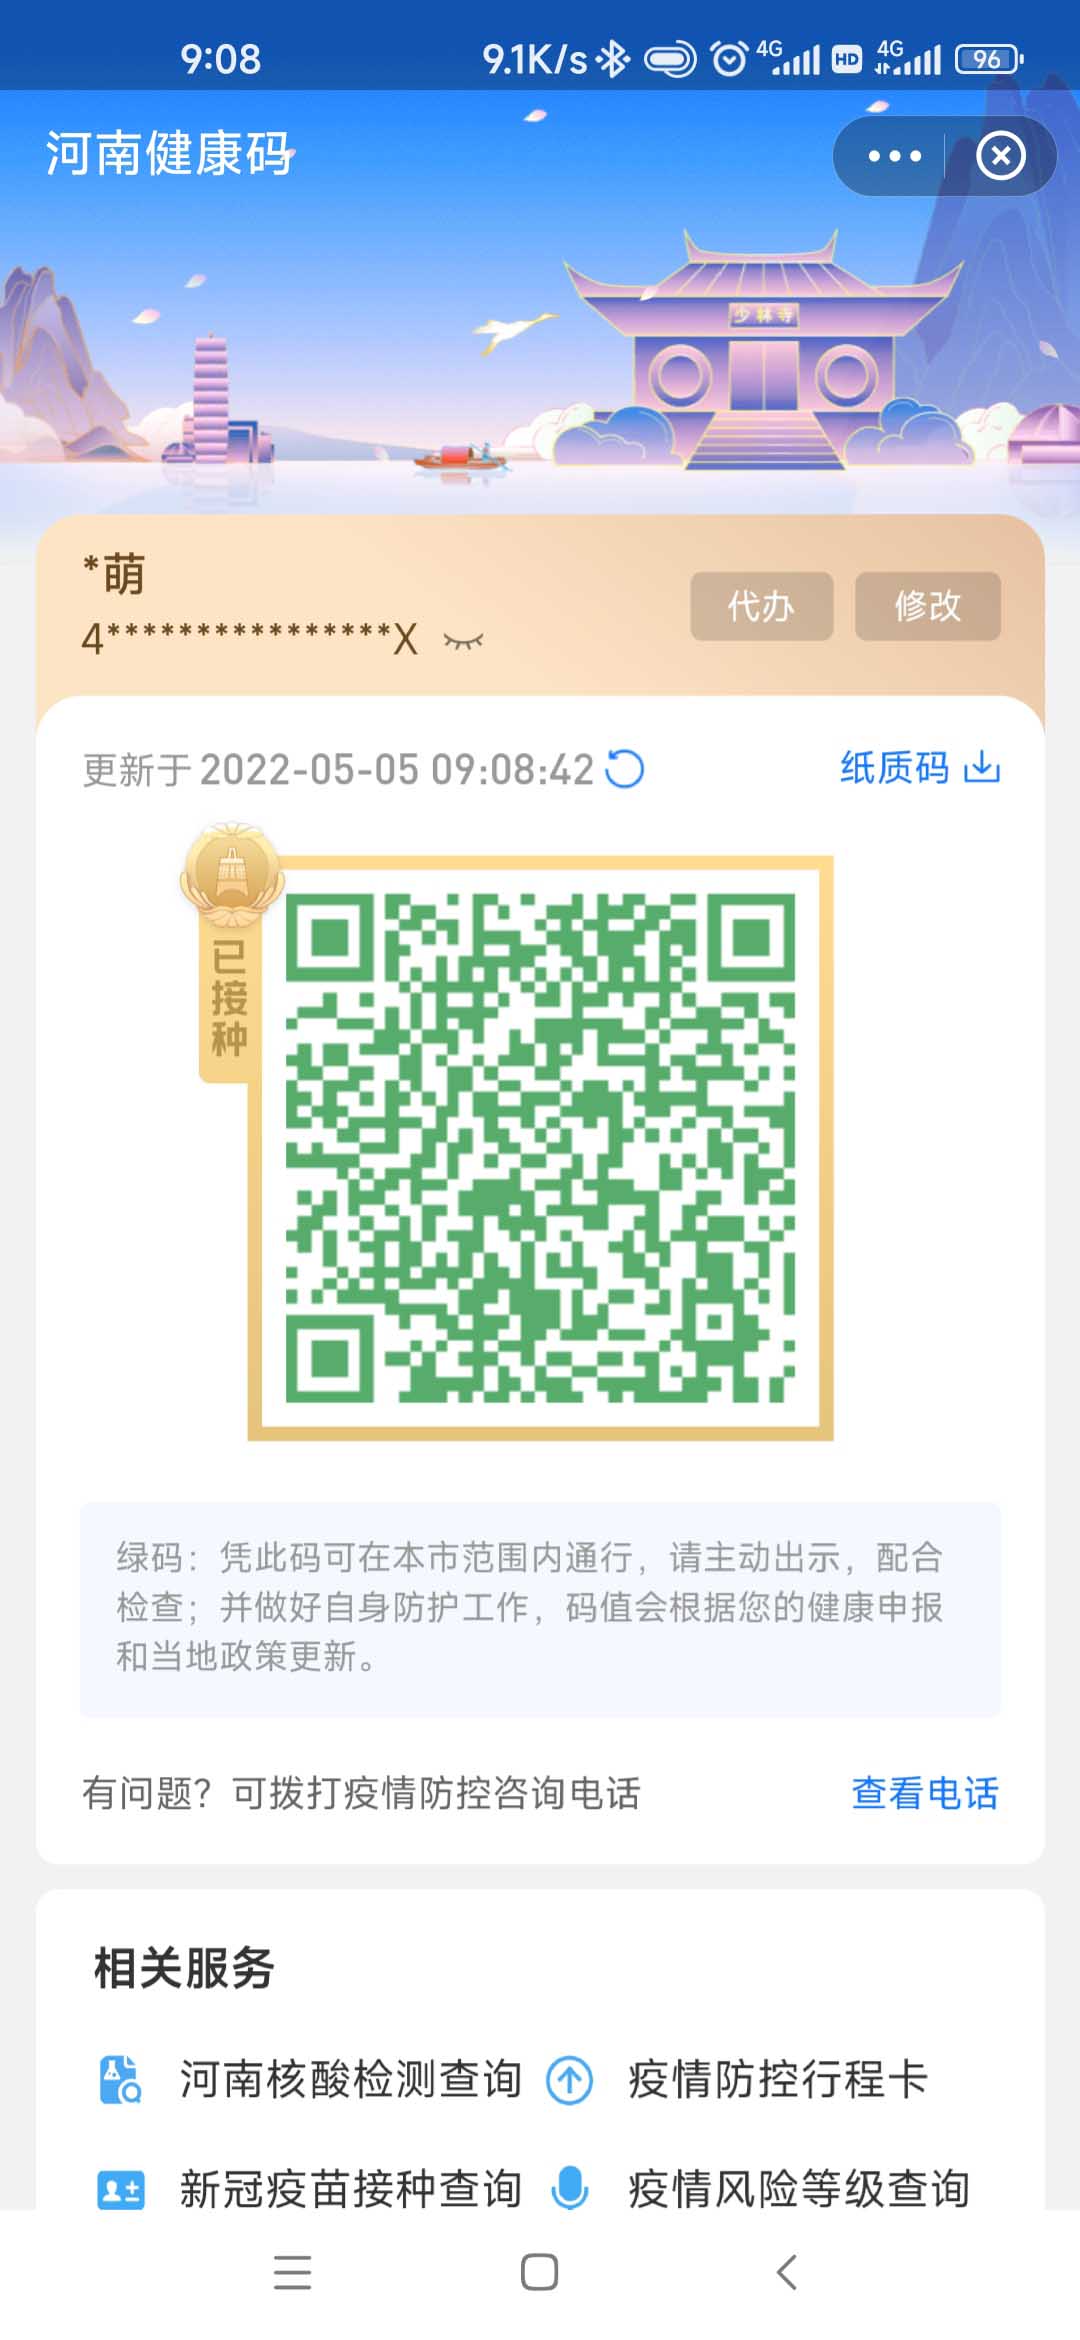 9:08
9.1K/s
4G
HD
4G
96
河南健康码
少林寺
*萌
4****************X
代办
修改
更新于 2022-05-05 09:08:42
纸质码
已接种
绿码：凭此码可在本市范围内通行，请主动出示，配合
检查；并做好自身防护工作，码值会根据您的健康申报
和当地政策更新。
有问题？可拨打疫情防控咨询电话
查看电话
相关服务
河南核酸检测查询
疫情防控行程卡
新冠疫苗接种查询
疫情风险等级查询